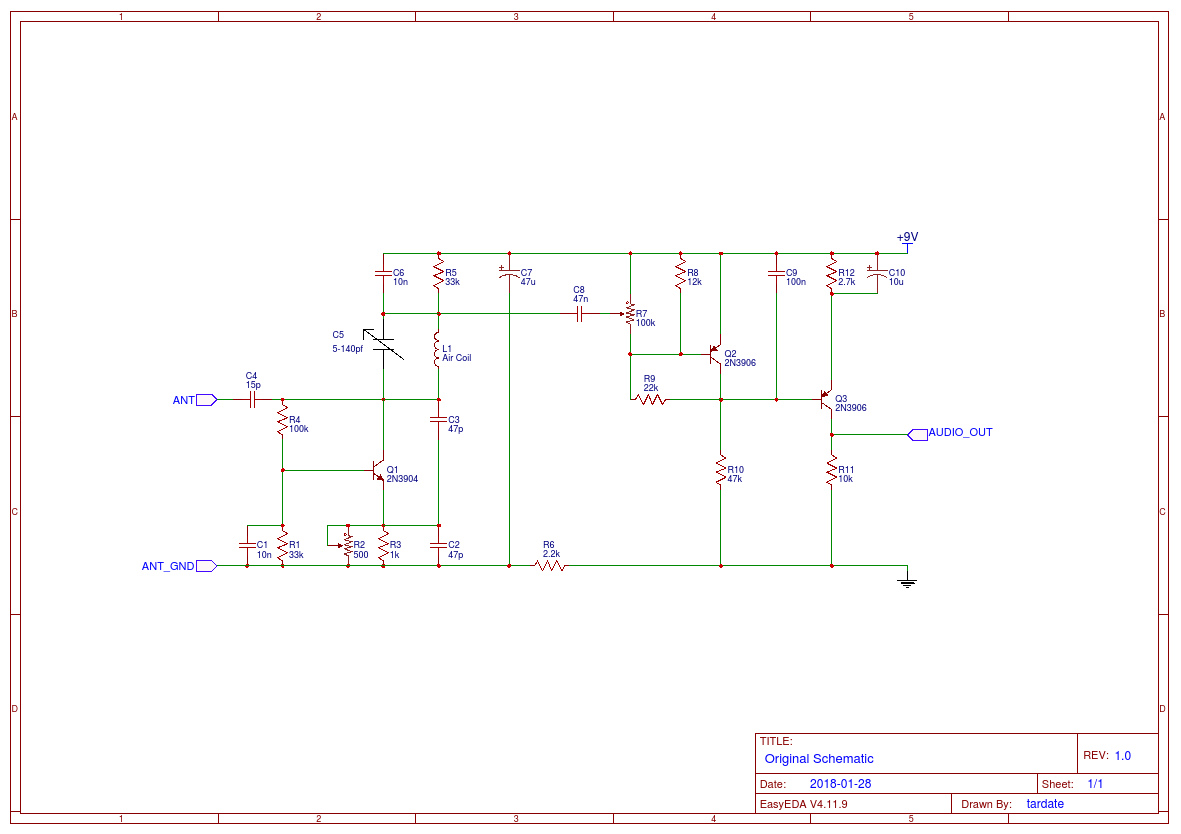 1 2 3 4 5
A A
+9V
C6
10n
R5
33k
C7
47u
R8
12k
C9
100n
R12
2.7k
C10
10u
C8
47n
B B
R7
100k
C5
5-140pf
L1
Air Coil
Q2
2N3906
C4
15p
R9
22k
ANT
Q3
2N3906
R4
100k
C3
47p
AUDIO_OUT
Q1
2N3904
R10
47k
R11
10k
C C
C1
10n
R1
33k
R2
500
R3
1k
C2
47p
R6
2.2k
ANT_GND
D D
TITLE:
Original Schematic
REV: 1.0
Date: 2018-01-28
Sheet: 1/1
EasyEDA V4.11.9
Drawn By: tardate
1 2 3 4 5